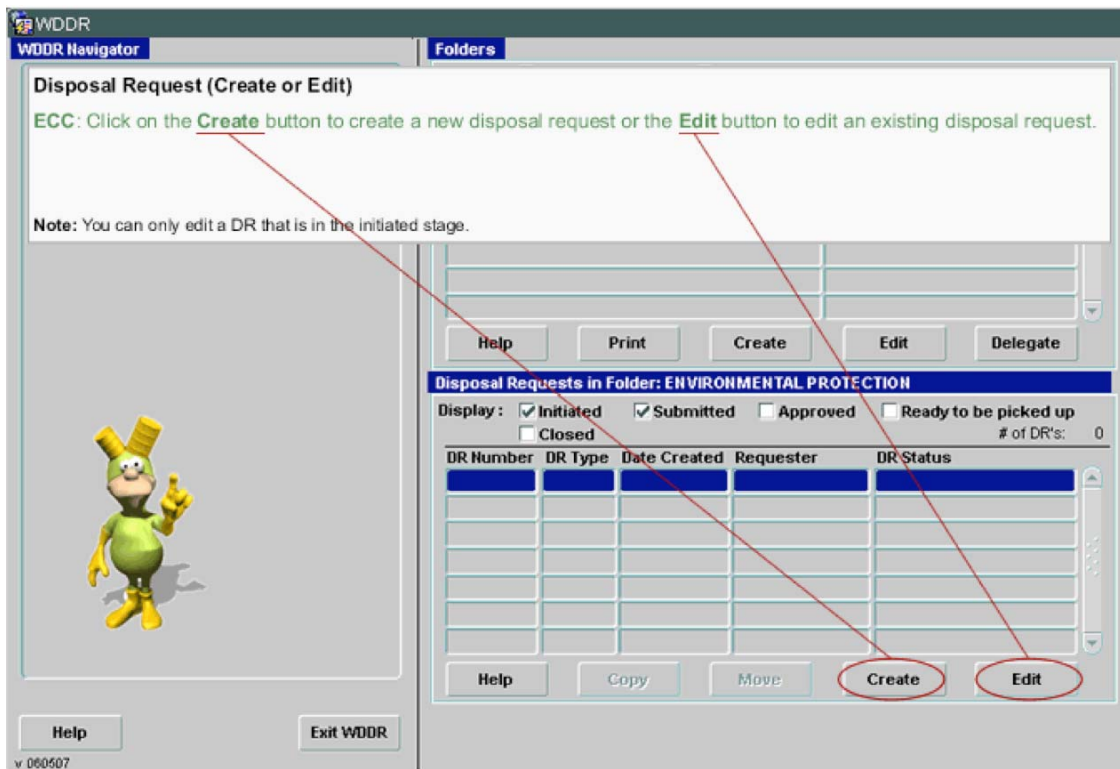 WDDR
WDDR Navigator
Folders
Disposal Request (Create or Edit)
ECC: Click on the Create button to create a new disposal request or the Edit button to edit an existing disposal request.
Note: You can only edit a DR that is in the initiated stage.
Help Print Create Edit Delegate
Disposal Requests in Folder: ENVIRONMENTAL PROTECTION
Display : Initiated Submitted Approved Ready to be picked up
Closed # of DR's: 0
DR Number DR Type Date Created Requester DR Status
Help Copy Move Create Edit
Help Exit WDDR
v 060507